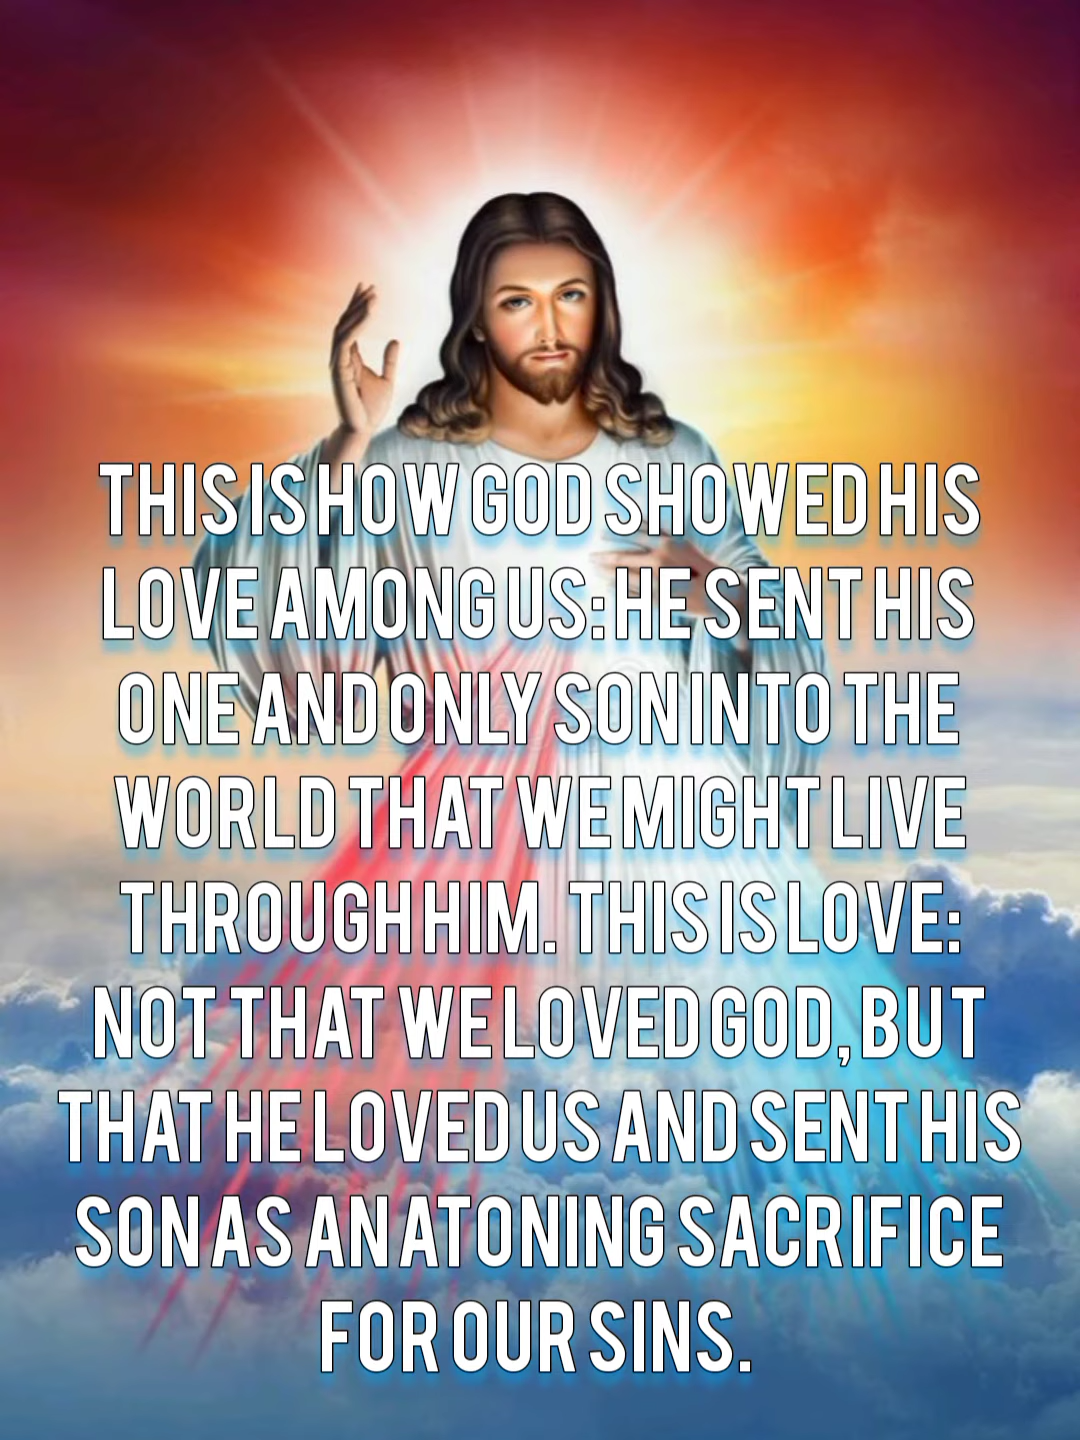 THIS IS HOW GOD SHOWED HIS
LOVE AMONG US: HE SENT HIS
ONE AND ONLY SON INTO THE
WORLD THAT WE MIGHT LIVE
THROUGH HIM. THIS IS LOVE:
NOT THAT WE LOVED GOD, BUT
THAT HE LOVED US AND SENT HIS
SON AS AN ATONING SACRIFICE
FOR OUR SINS.